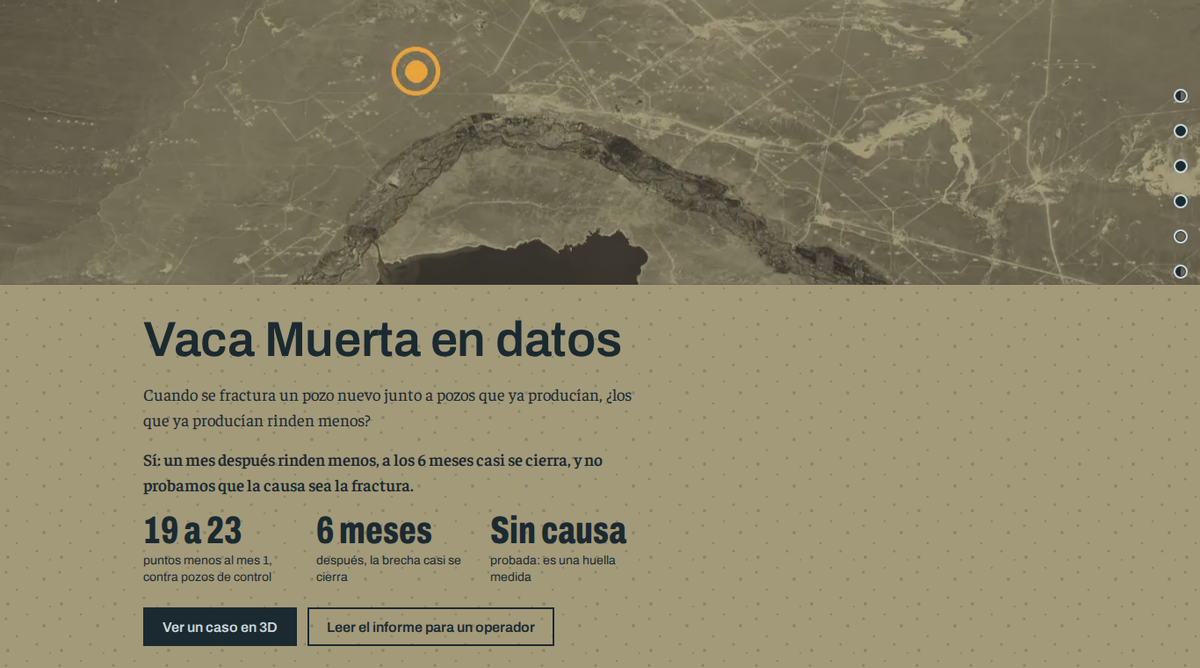 Vaca Muerta en datos
Cuando se fractura un pozo nuevo junto a pozos que ya producían, ¿los
que ya producían rinden menos?
Sí: un mes después rinden menos, a los 6 meses casi se cierra, y no
probamos que la causa sea la fractura.
19 a 23
puntos menos al mes 1,
contra pozos de control
6 meses
después, la brecha casi se
cierra
Sin causa
probada: es una huella
medida
Ver un caso en 3D
Leer el informe para un operador